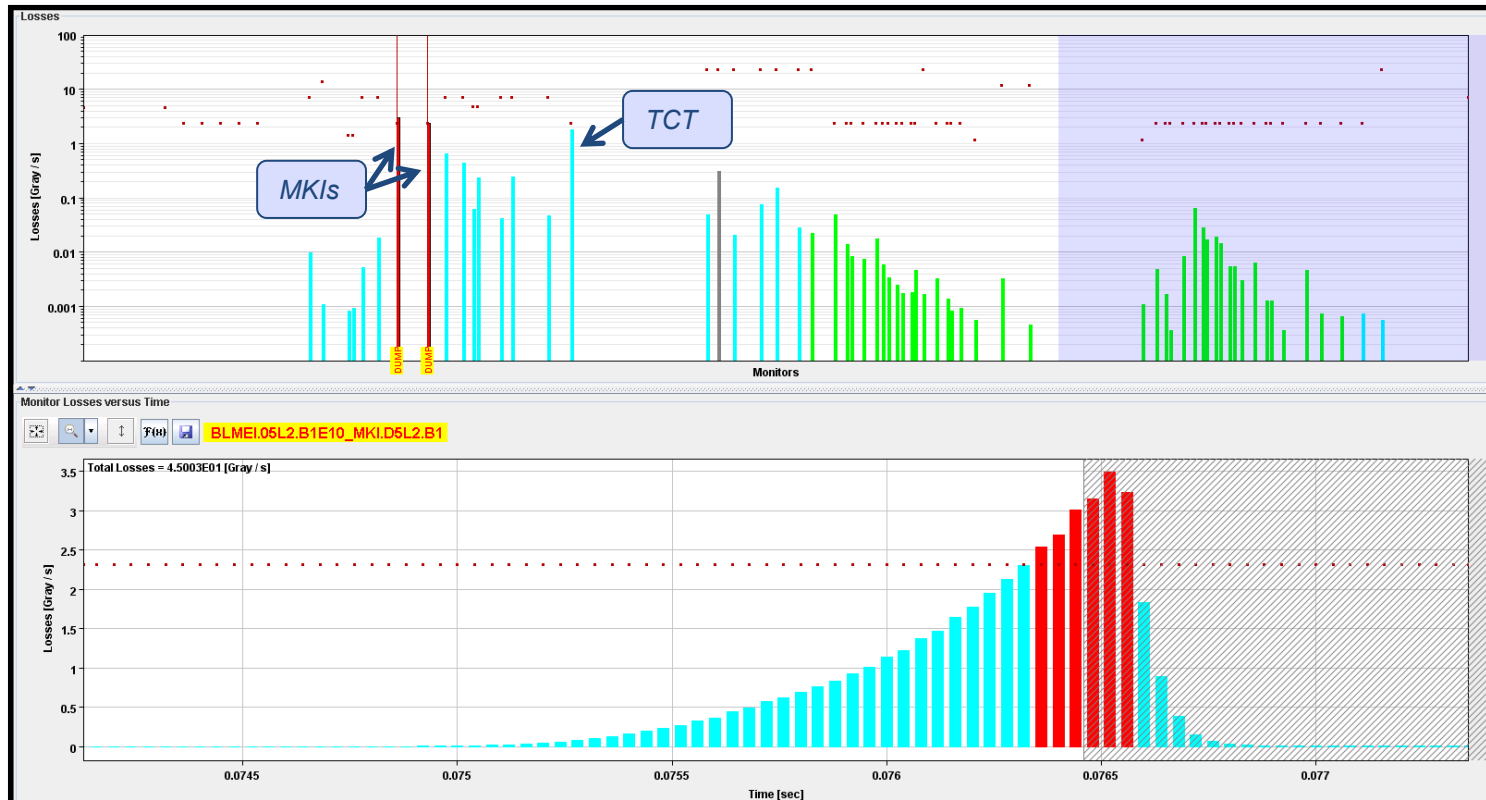 Losses
100
10
1
0.1
0.01
0.001
Losses [Gray / s]
MKIs
TCT
DUMP
DUMP
Monitors
Monitor Losses versus Time
F(x) BLMEI.05L2.B1E10_MKI.D5L2.B1
Total Losses = 4.5003E01 [Gray / s]
3.5
3
2.5
2
1.5
1
0.5
0
Losses [Gray / s]
0.0745 0.075 0.0755 0.076 0.0765 0.077
Time [sec]